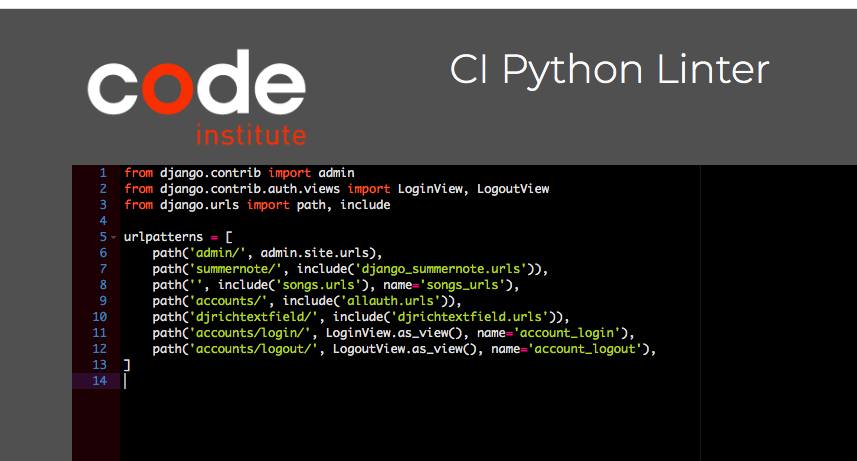 code
institute
CI Python Linter
1 from django.contrib import admin
2 from django.contrib.auth.views import LoginView, LogoutView
3 from django.urls import path, include
4
5 urlpatterns = [
6     path('admin/', admin.site.urls),
7     path('summernote/', include('django_summernote.urls')),
8     path('', include('songs.urls'), name='songs_urls'),
9     path('accounts/', include('allauth.urls')),
10     path('djrichtextfield/', include('djrichtextfield.urls')),
11     path('accounts/login/', LoginView.as_view(), name='account_login'),
12     path('accounts/logout/', LogoutView.as_view(), name='account_logout'),
13 ]
14